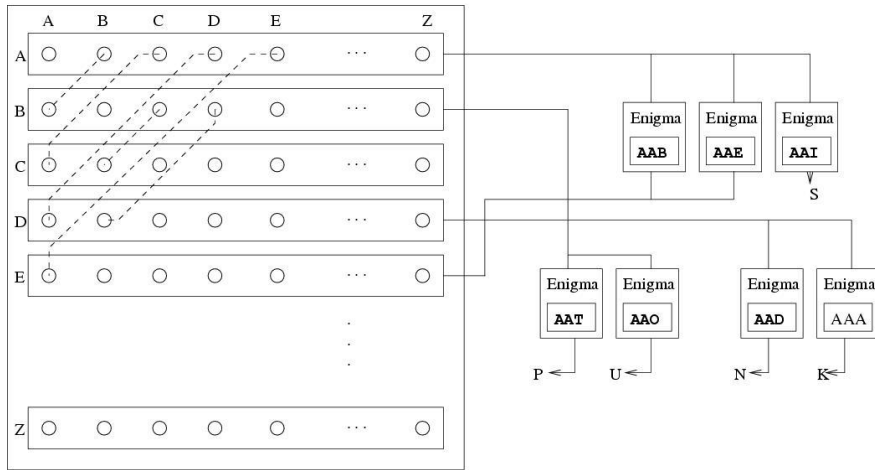 A B C D E Z
A ...
B ...
Enigma Enigma Enigma
AAB AAE AAI
C ...
S
D ...
E ...
Enigma Enigma Enigma Enigma
AAT AAO AAD AAA
P U N K
Z ...